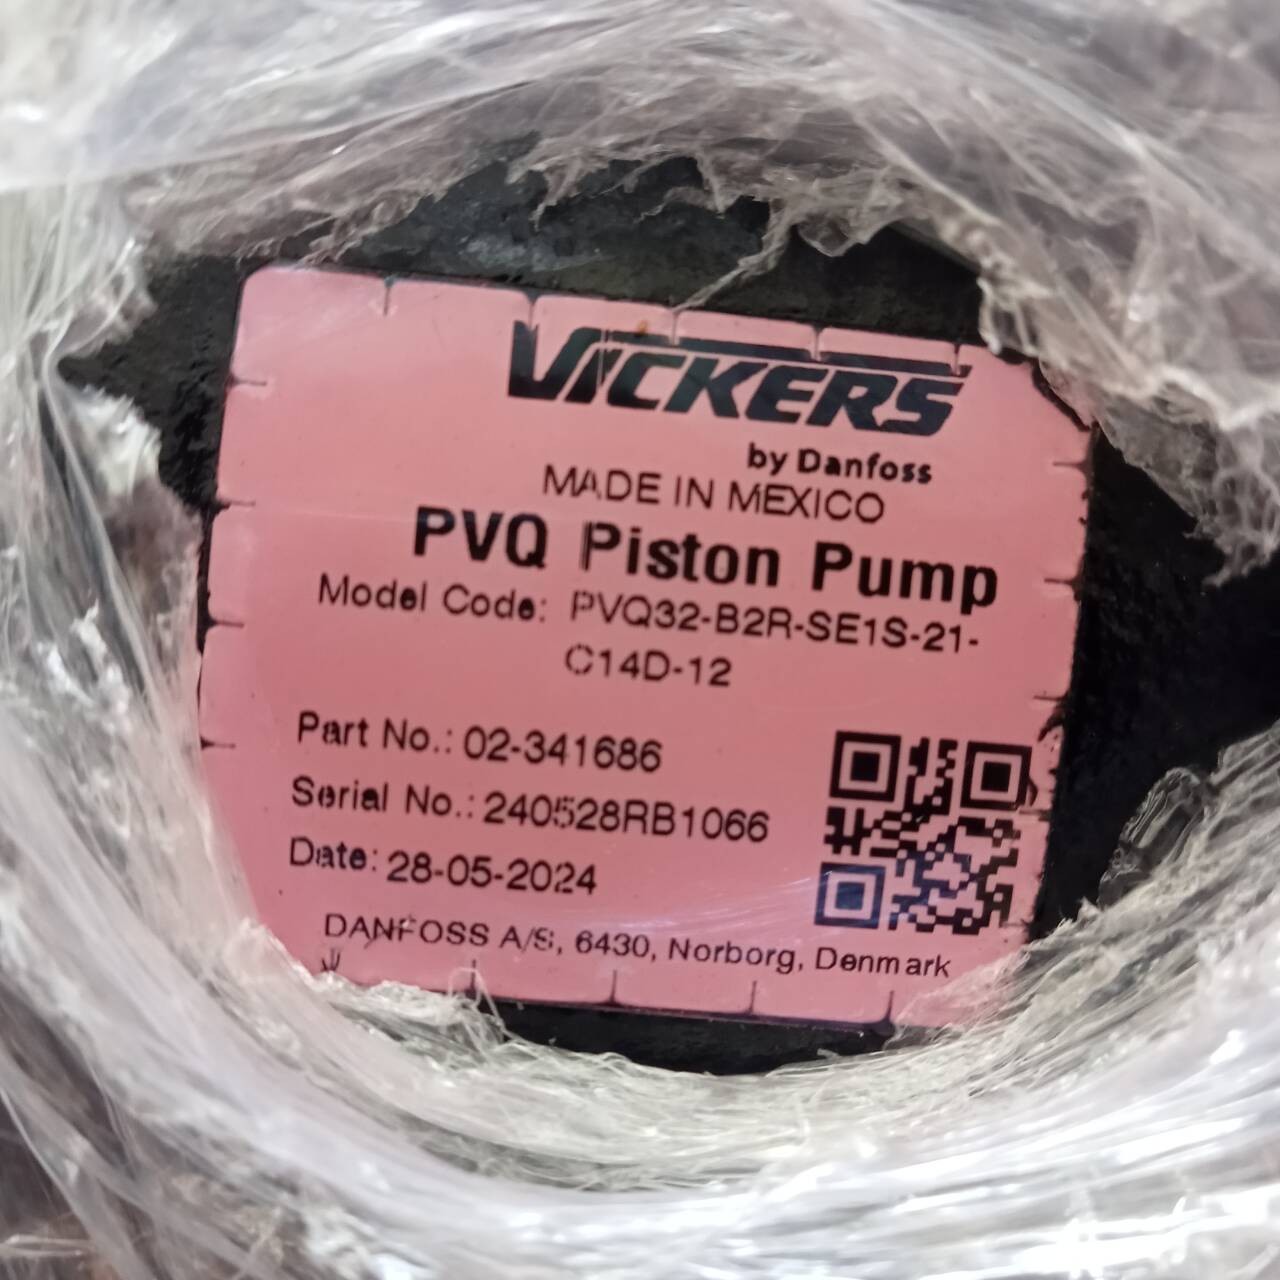 VICKERS
by Danfoss
MADE IN MEXICO
PVQ Piston Pump
Model Code: PVQ32-B2R-SE1S-21-
C14D-12
Part No.: 02-341686
Serial No.: 240528RB1066
Date: 28-05-2024
DANFOSS A/S, 6430, Norborg, Denmark